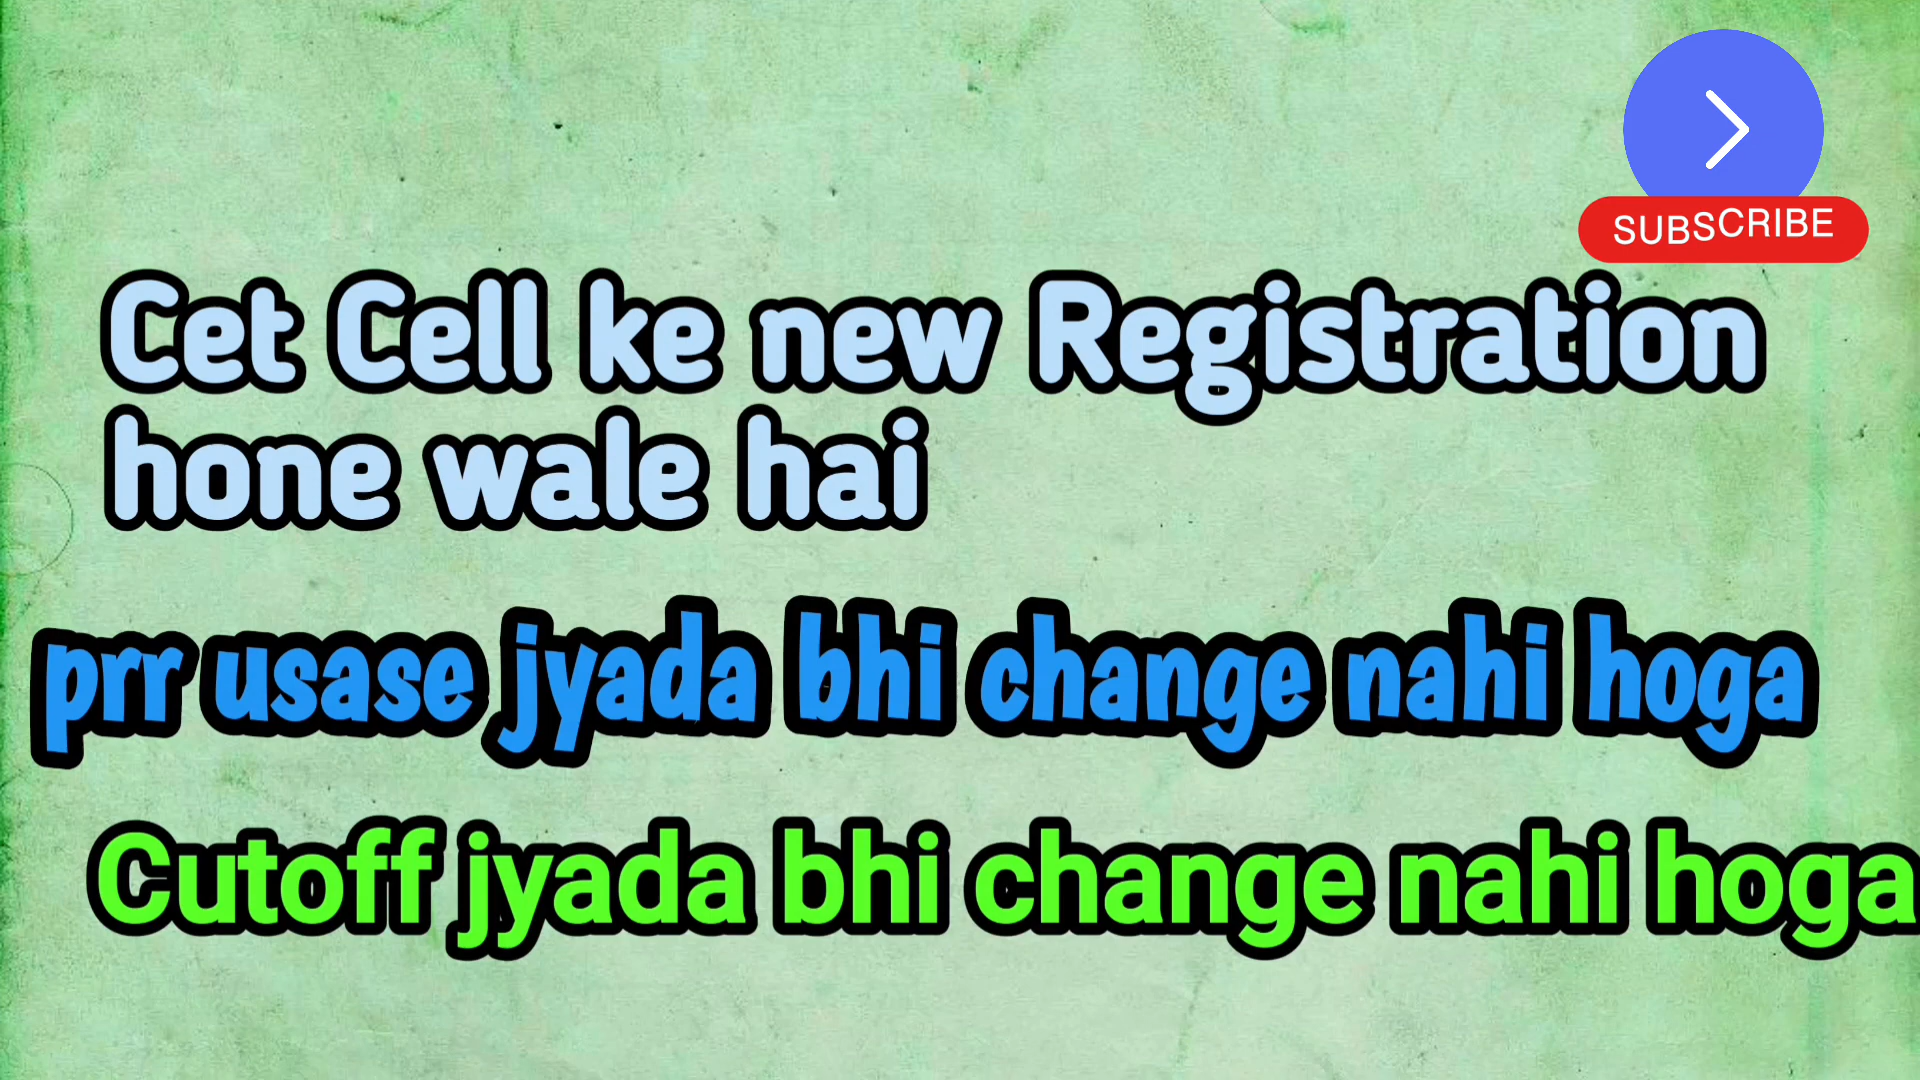 SUBSCRIBE
Cet Cell ke new Registration
hone wale hai
prr usase jyada bhi change nahi hoga
Cutoff jyada bhi change nahi hoga